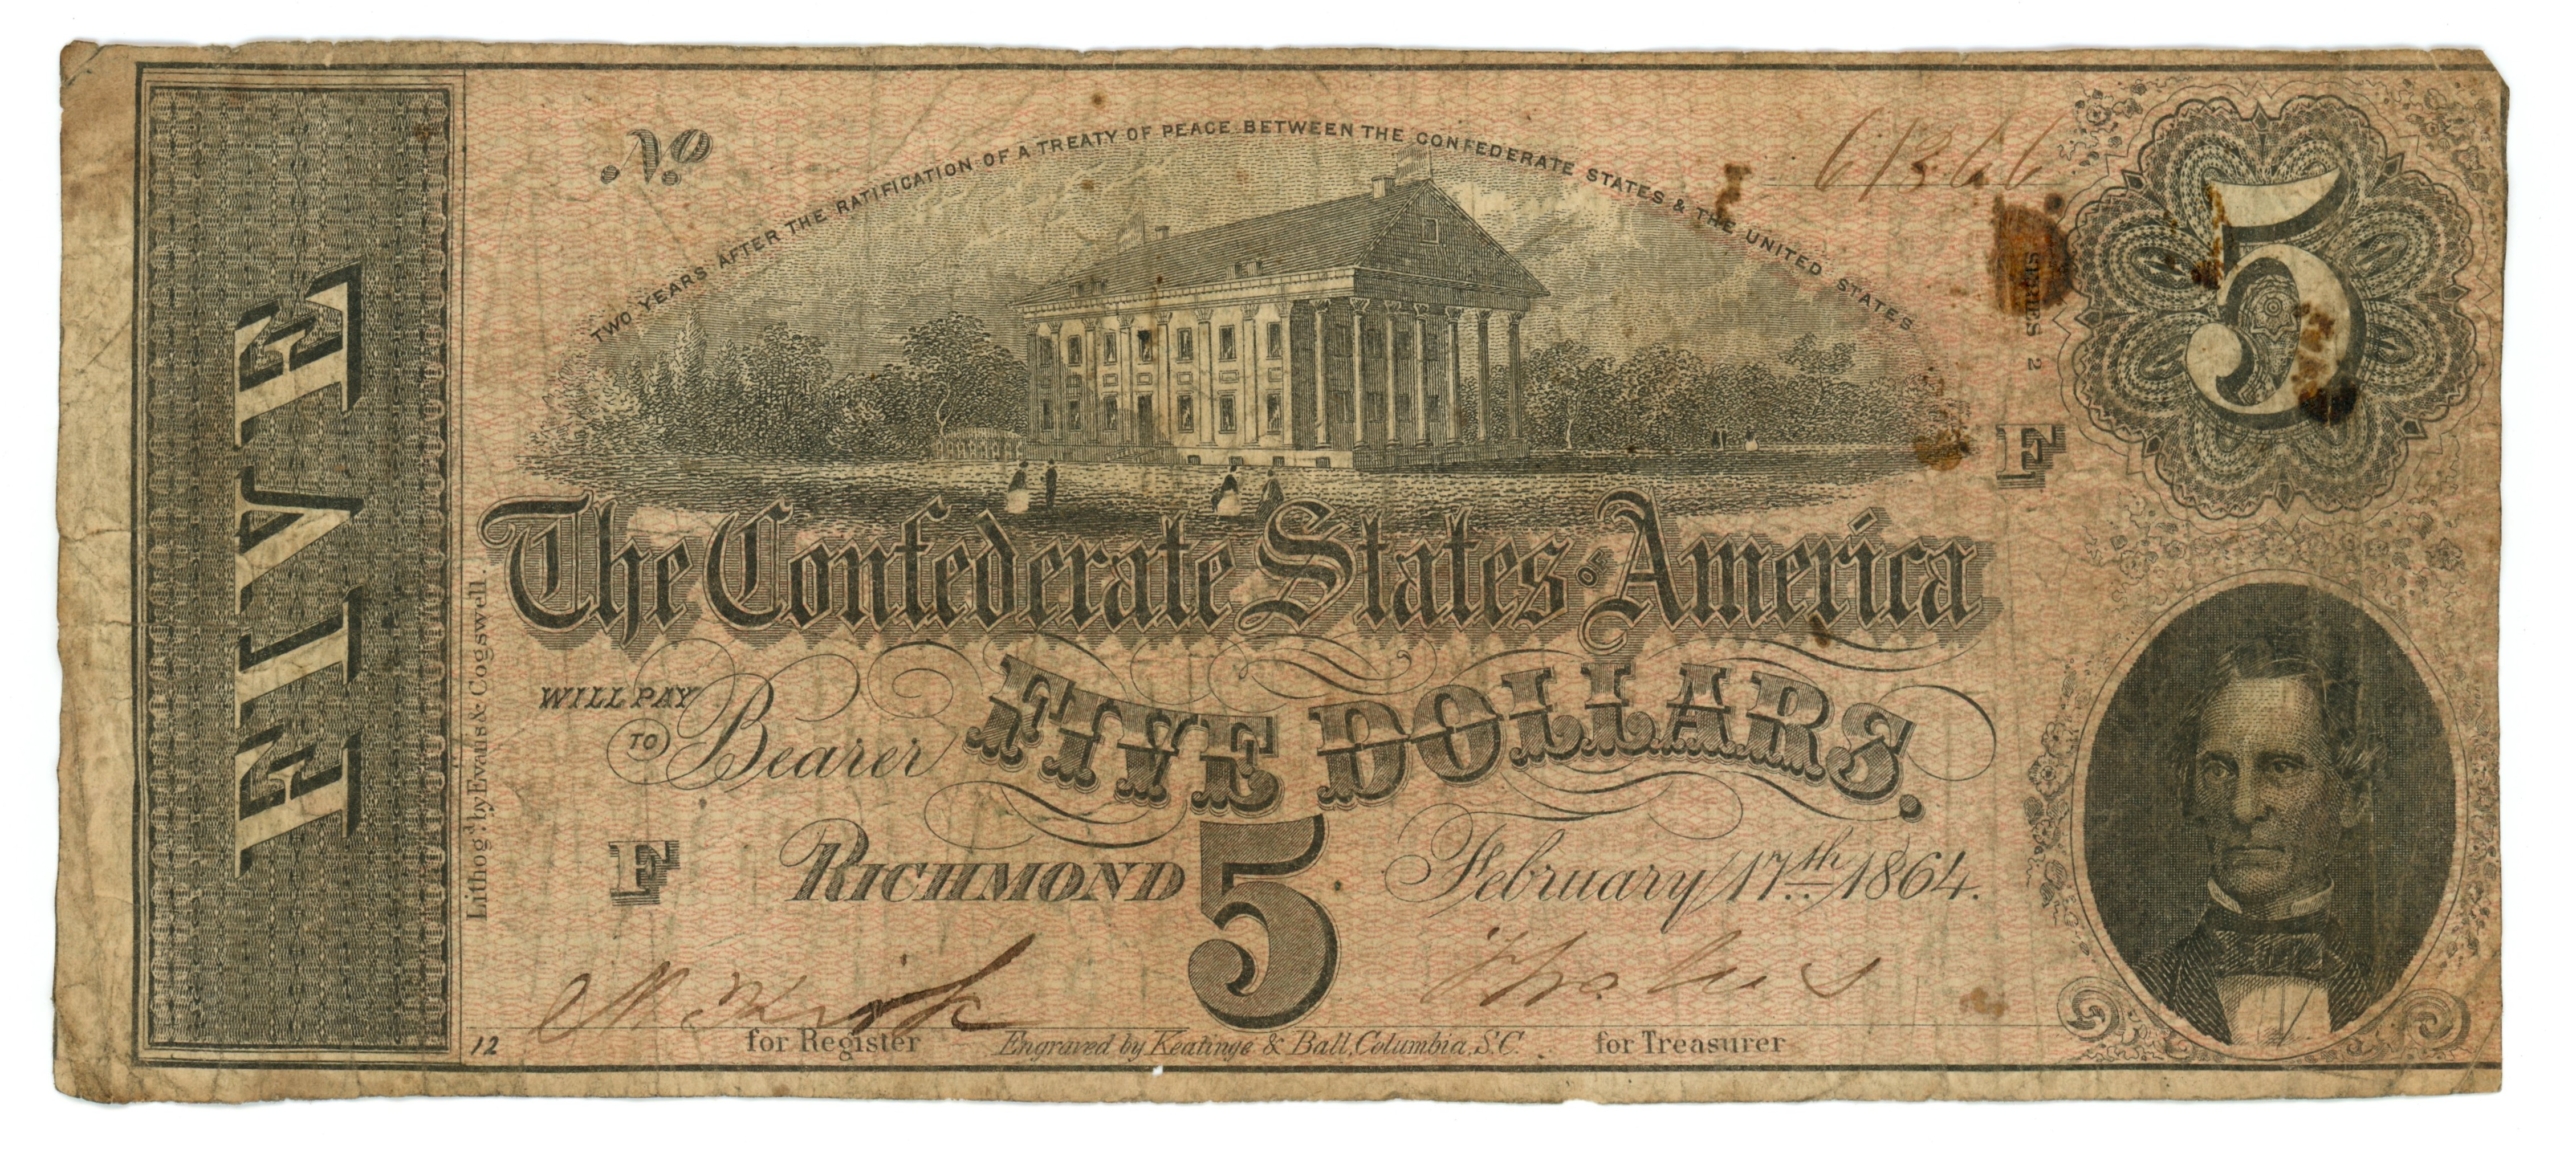 FIVE
No
61366
TWO YEARS AFTER THE RATIFICATION OF A TREATY OF PEACE BETWEEN THE CONFEDERATE STATES & THE UNITED STATES
SERIES 2
5
F
The Confederate States OF America
WILL PAY
TO Bearer FIVE DOLLARS.
F
RICHMOND 5 February 17th 1864.
for Register
for Treasurer
12
Engraved by Keatinge & Ball, Columbia, S.C.
Lithog'd by Evans & Cogswell.